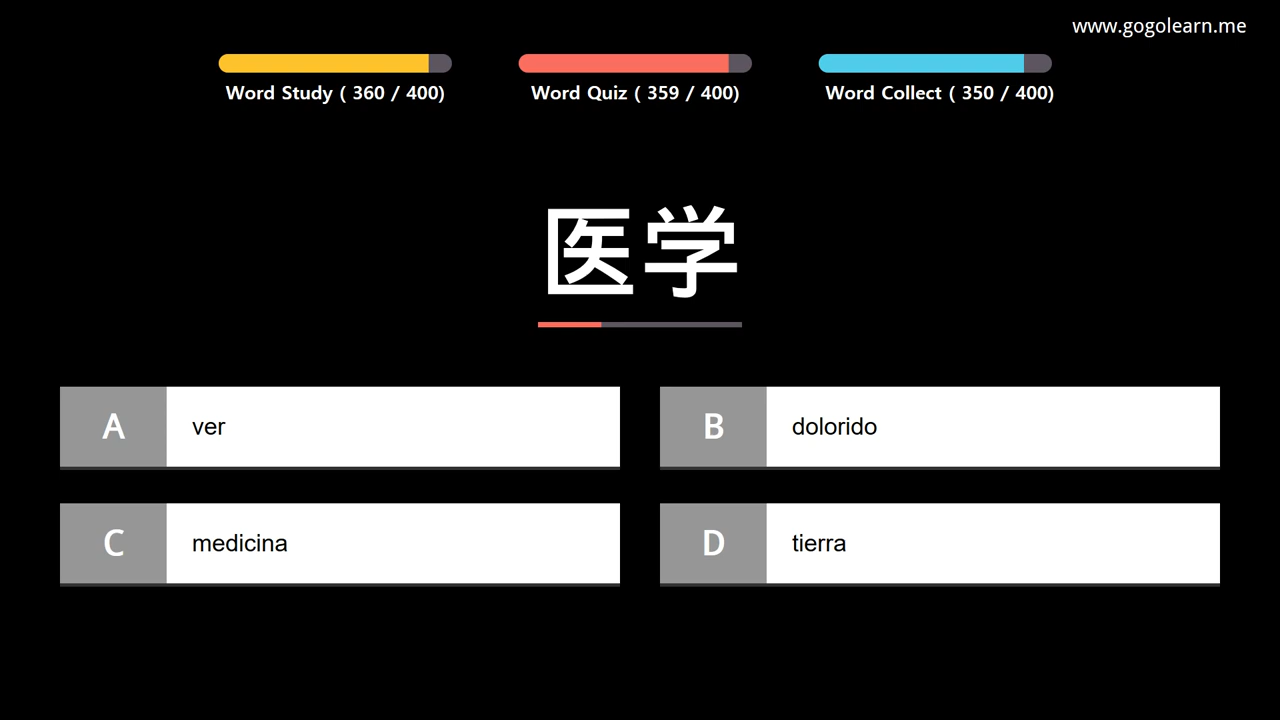 www.gogolearn.me
Word Study ( 360 / 400)
Word Quiz ( 359 / 400)
Word Collect ( 350 / 400)
医学
A ver
B dolorido
C medicina
D tierra